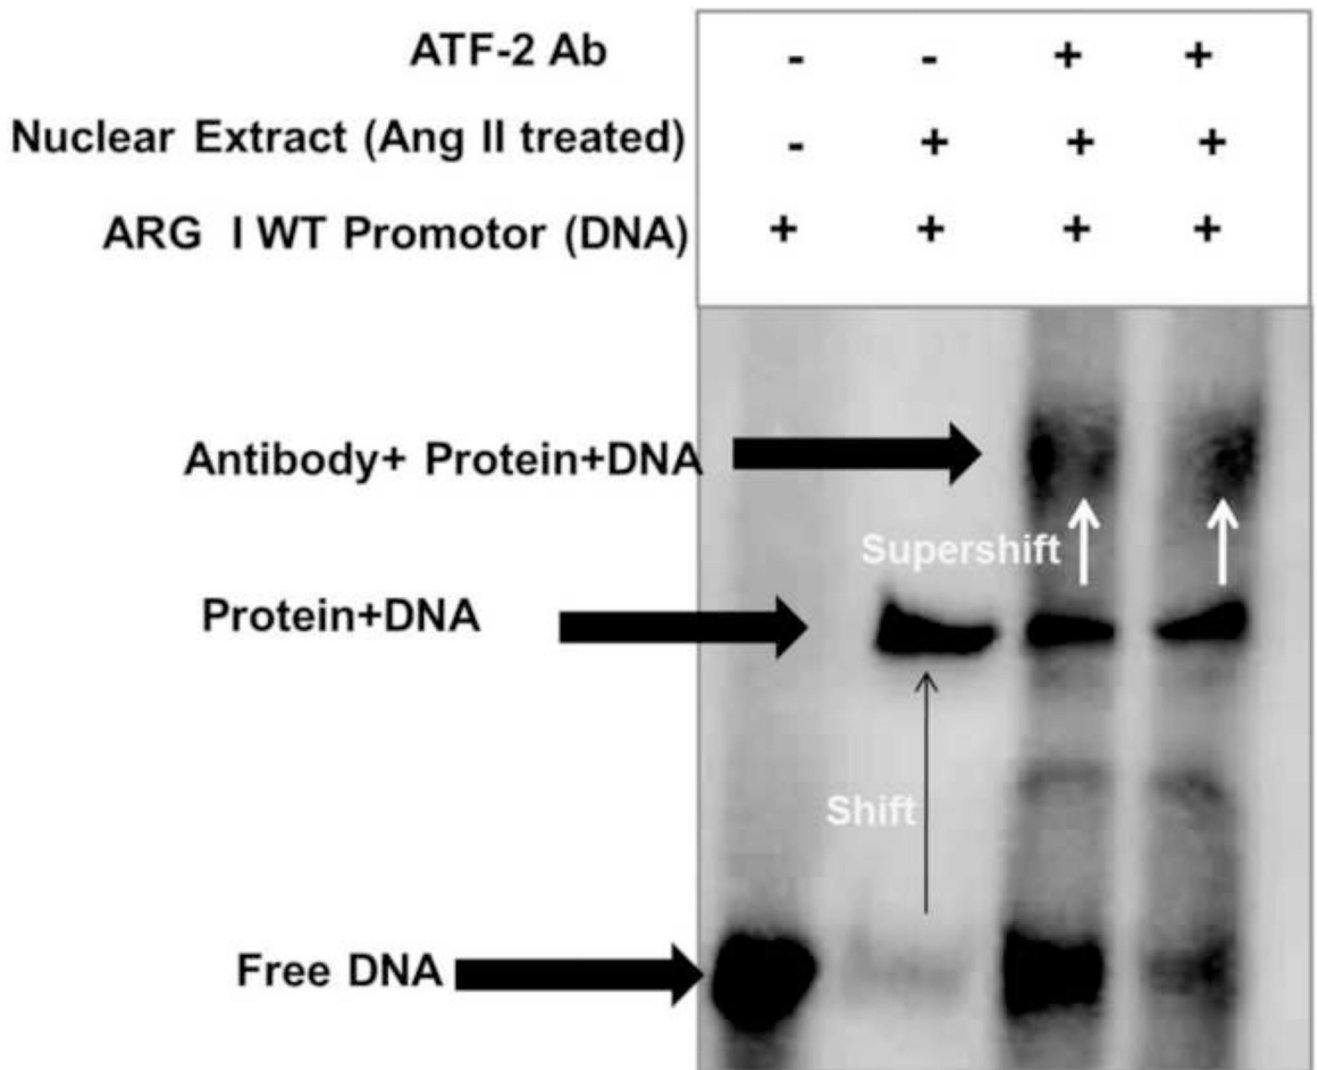 ATF-2 Ab - - + +
Nuclear Extract (Ang II treated) - + + +
ARG I WT Promotor (DNA) + + + +
Antibody+ Protein+DNA
Supershift
Protein+DNA
Shift
Free DNA